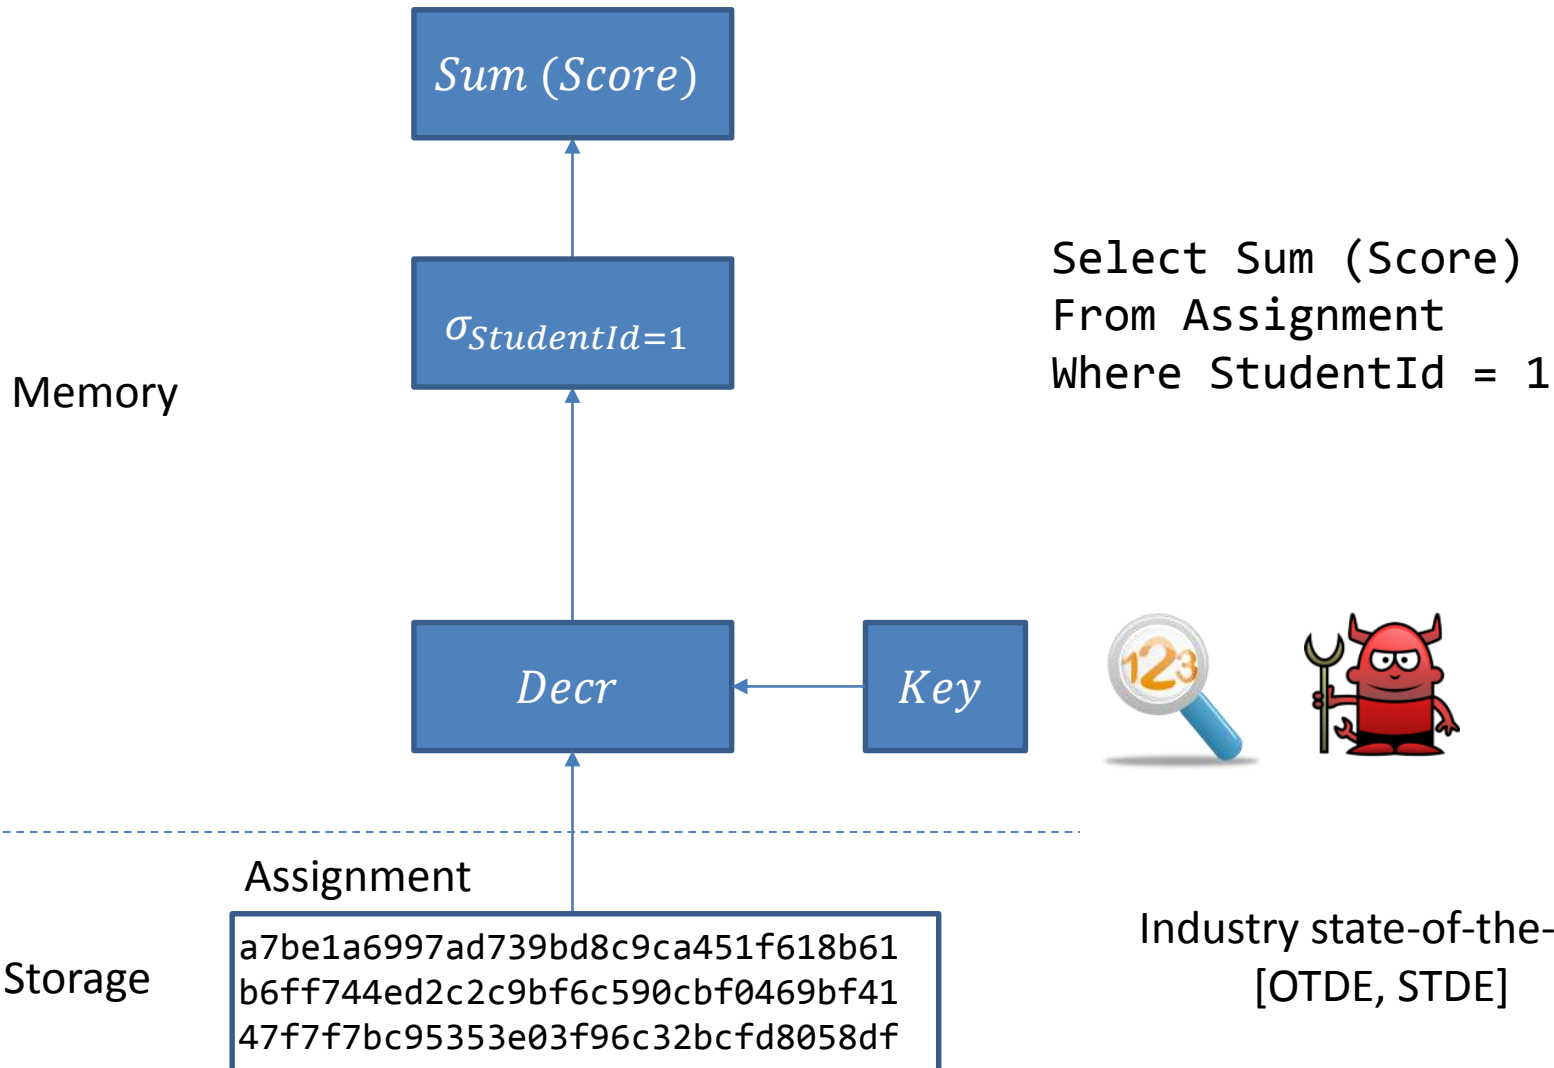 Sum (Score)
σ_StudentId=1
Select Sum (Score)
From Assignment
Where StudentId = 1
Memory
Decr
Key
123
Assignment
a7be1a6997ad739bd8c9ca451f618b61
b6ff744ed2c2c9bf6c590cbf0469bf41
47f7f7bc95353e03f96c32bcfd8058df
Storage
Industry state-of-the-
[OTDE, STDE]